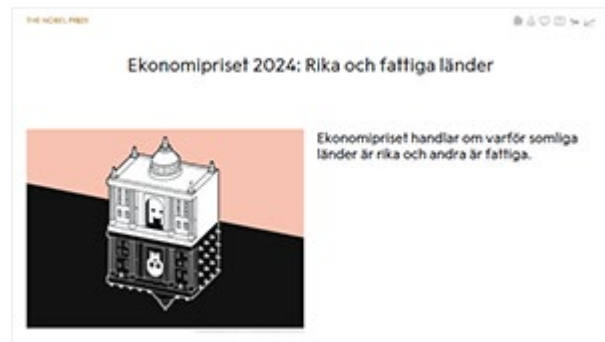 THE NOBEL PRIZE
Ekonomipriset 2024: Rika och fattiga länder
Ekonomipriset handlar om varför somliga
länder är rika och andra är fattiga.